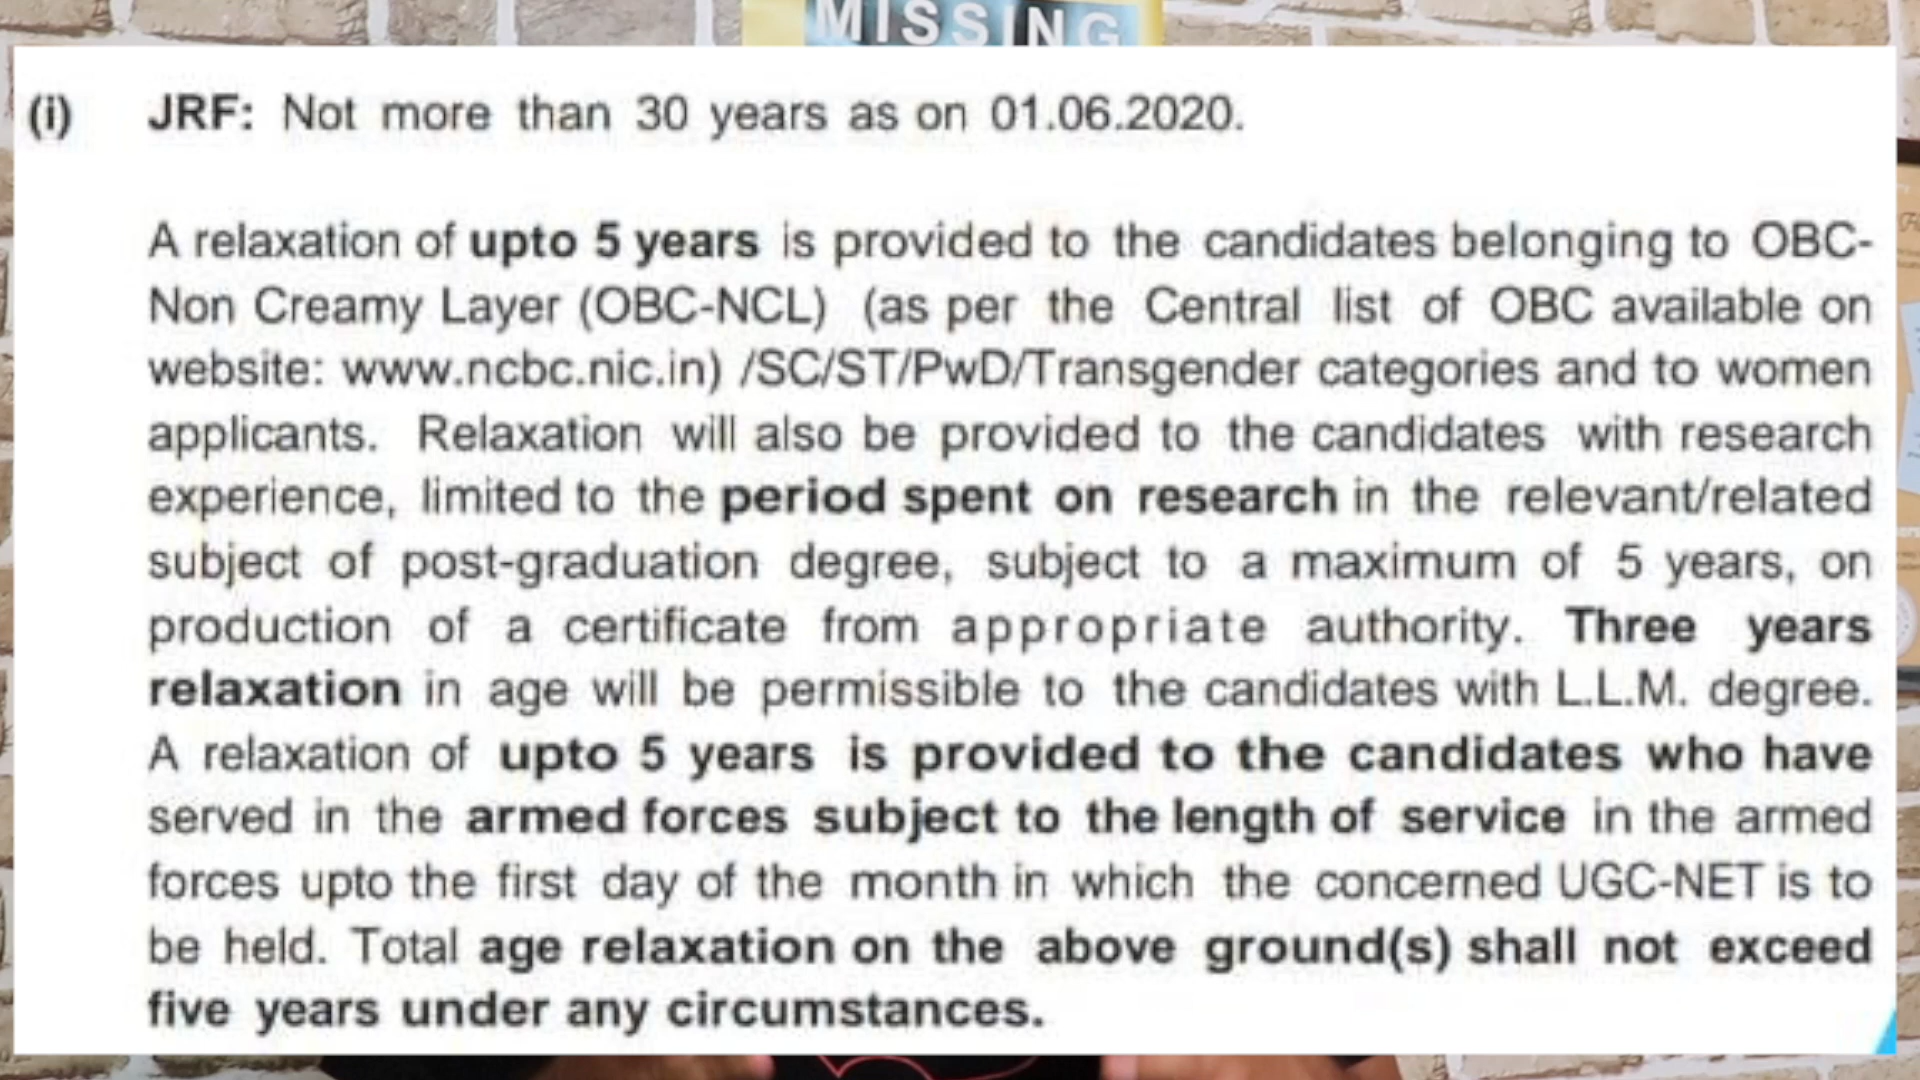 MISSING
(i) JRF: Not more than 30 years as on 01.06.2020.
A relaxation of upto 5 years is provided to the candidates belonging to OBC-
Non Creamy Layer (OBC-NCL) (as per the Central list of OBC available on
website: www.ncbc.nic.in) /SC/ST/PwD/Transgender categories and to women
applicants. Relaxation will also be provided to the candidates with research
experience, limited to the period spent on research in the relevant/related
subject of post-graduation degree, subject to a maximum of 5 years, on
production of a certificate from appropriate authority. Three years
relaxation in age will be permissible to the candidates with L.L.M. degree.
A relaxation of upto 5 years is provided to the candidates who have
served in the armed forces subject to the length of service in the armed
forces upto the first day of the month in which the concerned UGC-NET is to
be held. Total age relaxation on the above ground(s) shall not exceed
five years under any circumstances.